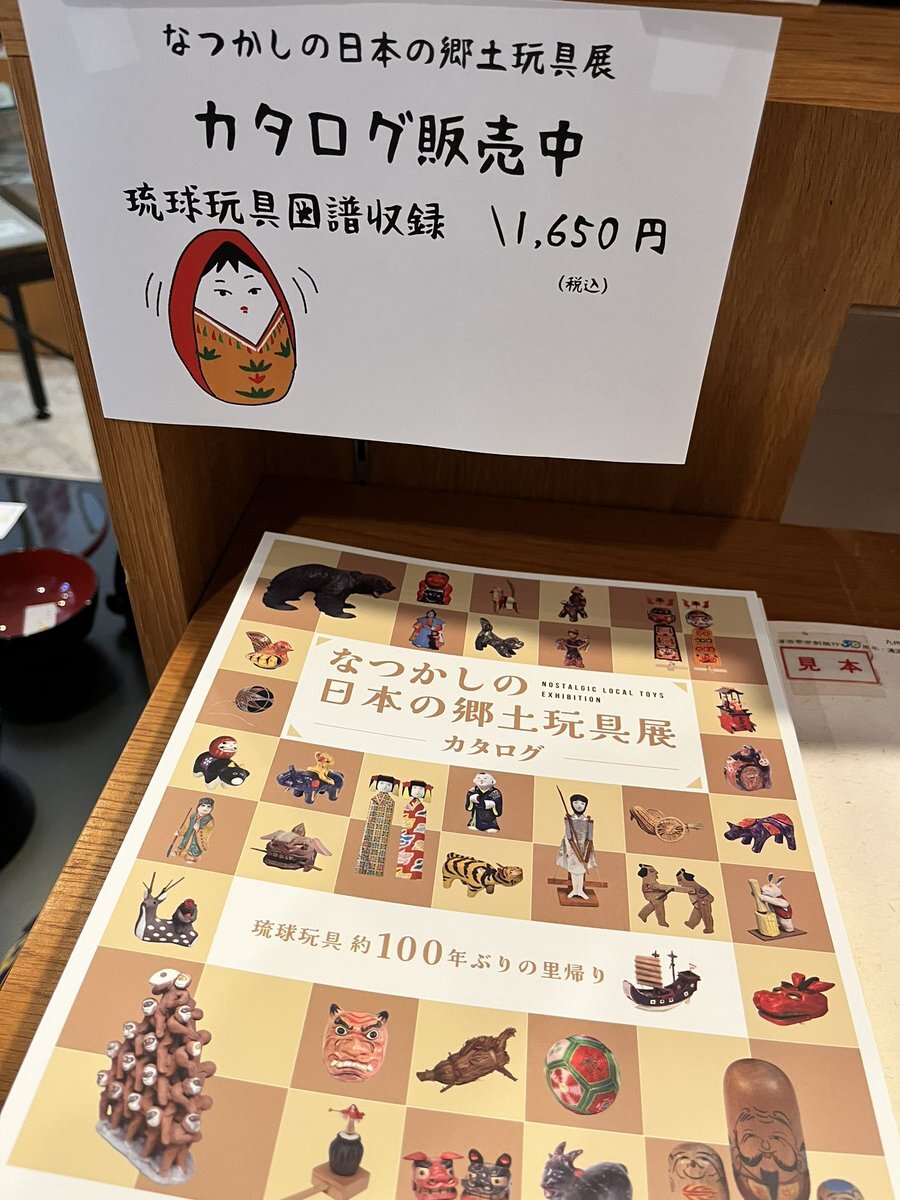 なつかしの日本の郷土玩具展
カタログ販売中
琉球玩具図譜収録 \1,650円
(税込)
なつかしの
日本の郷土玩具展
NOSTALGIC LOCAL TOYS
EXHIBITION
カタログ
琉球玩具 約100年ぶりの里帰り
見本